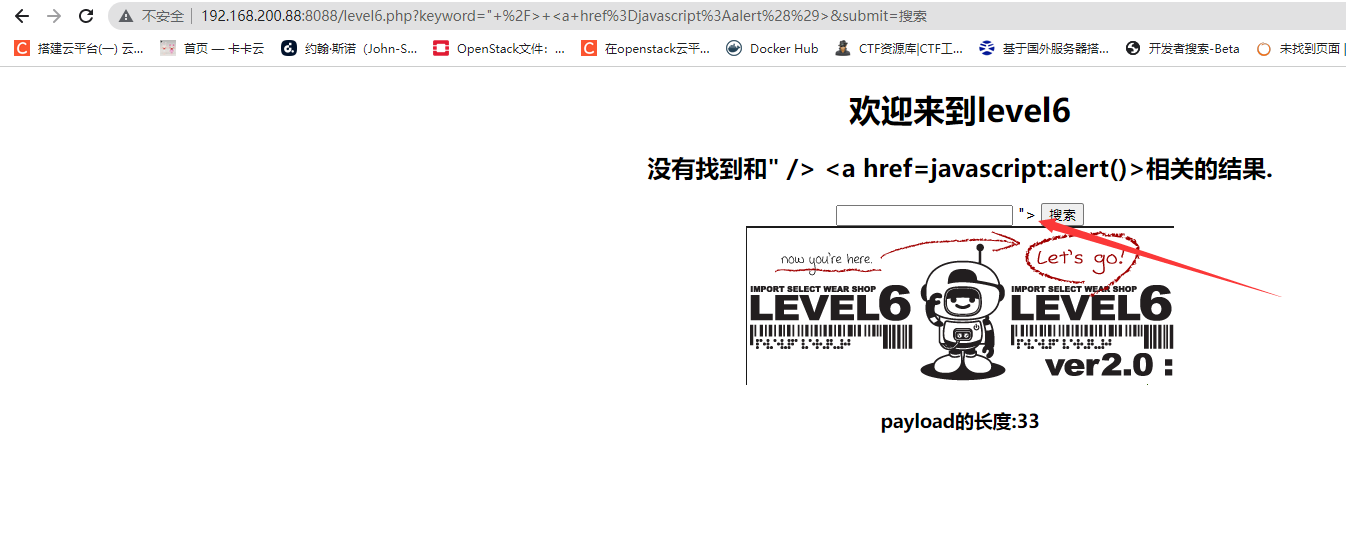 不安全 192.168.200.88:8088/level6.php?keyword="+%2F>+<a+href%3Djavascript%3Aalert%28%29>&submit=搜索
搭建云平台(一) 云... 首页 — 卡卡云 约翰·斯诺（John-S... OpenStack文件：... 在openstack云平... Docker Hub CTF资源库|CTF工... 基于国外服务器搭... 开发者搜索-Beta 未找到页面
欢迎来到level6
没有找到和" /> <a href=javascript:alert()>相关的结果.
"> 搜索
now you're here. Let's go!
IMPORT SELECT WEAR SHOP IMPORT SELECT WEAR SHOP
LEVEL6 LEVEL6
ver2.0 :
payload的长度:33